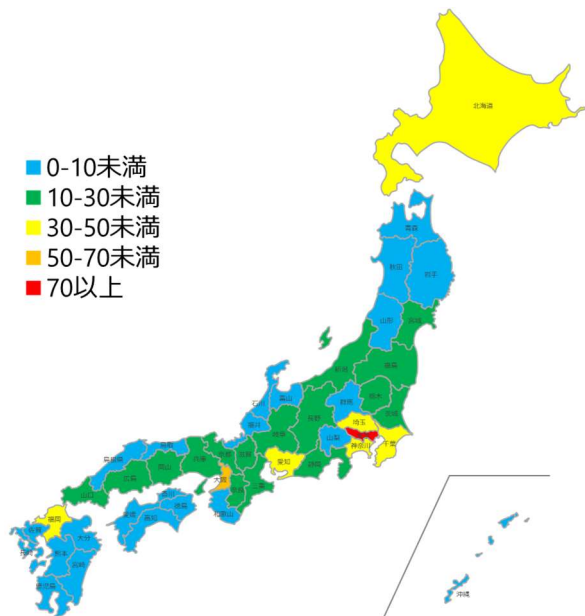 北海道
0-10未満
10-30未満
30-50未満
50-70未満
70以上
青森
秋田
岩手
山形
宮城
新潟
福島
石川
富山
群馬
栃木
茨城
福井
長野
埼玉
岐阜
山梨
千葉
神奈川
鳥取
京都
滋賀
愛知
静岡
島根県
兵庫
岡山
広島
大阪
三重
山口
奈良
香川
和歌山
徳島
愛媛
高知
福岡
佐賀
大分
長崎
熊本
宮崎
鹿児島
沖縄